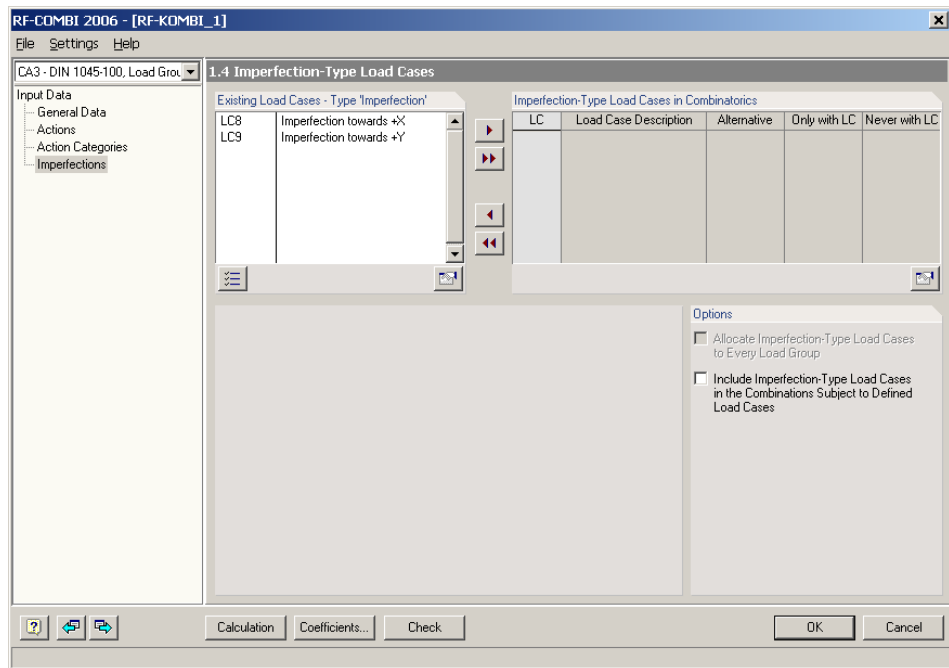 RF-COMBI 2006 - [RF-KOMBI_1]
File Settings Help
CA3 - DIN 1045-100, Load Grou
1.4 Imperfection-Type Load Cases
Input Data
General Data
Actions
Action Categories
Imperfections
Existing Load Cases - Type 'Imperfection'
LC8 Imperfection towards +X
LC9 Imperfection towards +Y
Imperfection-Type Load Cases in Combinatorics
LC Load Case Description Alternative Only with LC Never with LC
Options
Allocate Imperfection-Type Load Cases
to Every Load Group
Include Imperfection-Type Load Cases
in the Combinations Subject to Defined
Load Cases
Calculation Coefficients... Check OK Cancel